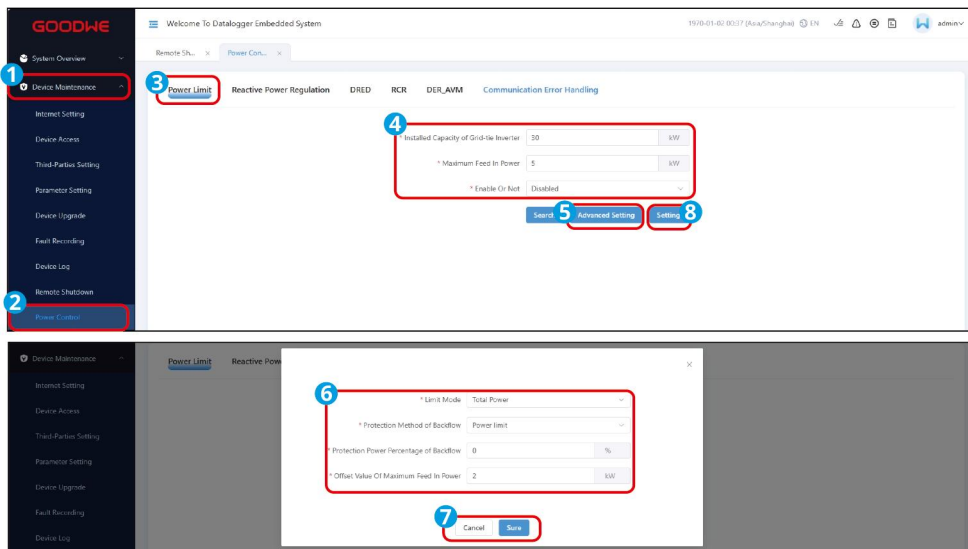 GOODWE
Welcome To Datalogger Embedded System
1970-01-02 00:37 (Asia/Shanghai) EN admin
Remote Sh... × Power Con... ×
System Overview
1
Device Maintenance
3
Power Limit Reactive Power Regulation DRED RCR DER_AVM Communication Error Handling
Internet Setting
Device Access
Third-Parties Setting
Parameter Setting
Device Upgrade
Fault Recording
Device Log
Remote Shutdown
2
Power Control
4
* Installed Capacity of Grid-tie Inverter 30 kW
* Maximum Feed In Power 5 kW
* Enable Or Not Disabled
Search 5 Advanced Setting Setting 8
Device Maintenance
Power Limit Reactive Pow
Internet Setting
Device Access
Third-Parties Setting
Parameter Setting
Device Upgrade
Fault Recording
Device Log
×
6
* Limit Mode Total Power
* Protection Method of Backflow Power limit
* Protection Power Percentage of Backflow 0 %
* Offset Value Of Maximum Feed In Power 2 kW
7
Cancel Sure